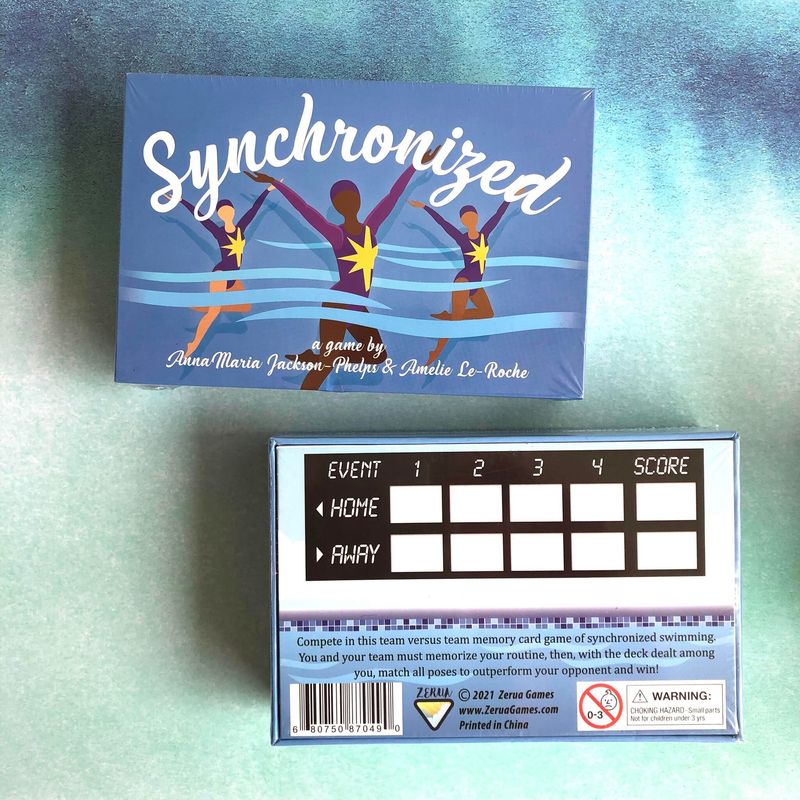 Synchronized
a game by
AnnaMaria Jackson-Phelps & Amelie Le-Roche
EVENT 1 2 3 4 SCORE
HOME
AWAY
Compete in this team versus team memory card game of synchronized swimming.
You and your team must memorize your routine, then, with the deck dealt among
you, match all poses to outperform your opponent and win!
6 80750 87049 0
ZERUA
© 2021 Zerua Games
www.ZeruaGames.com
Printed in China
0-3
WARNING:
CHOKING HAZARD - Small parts
Not for children under 3 yrs